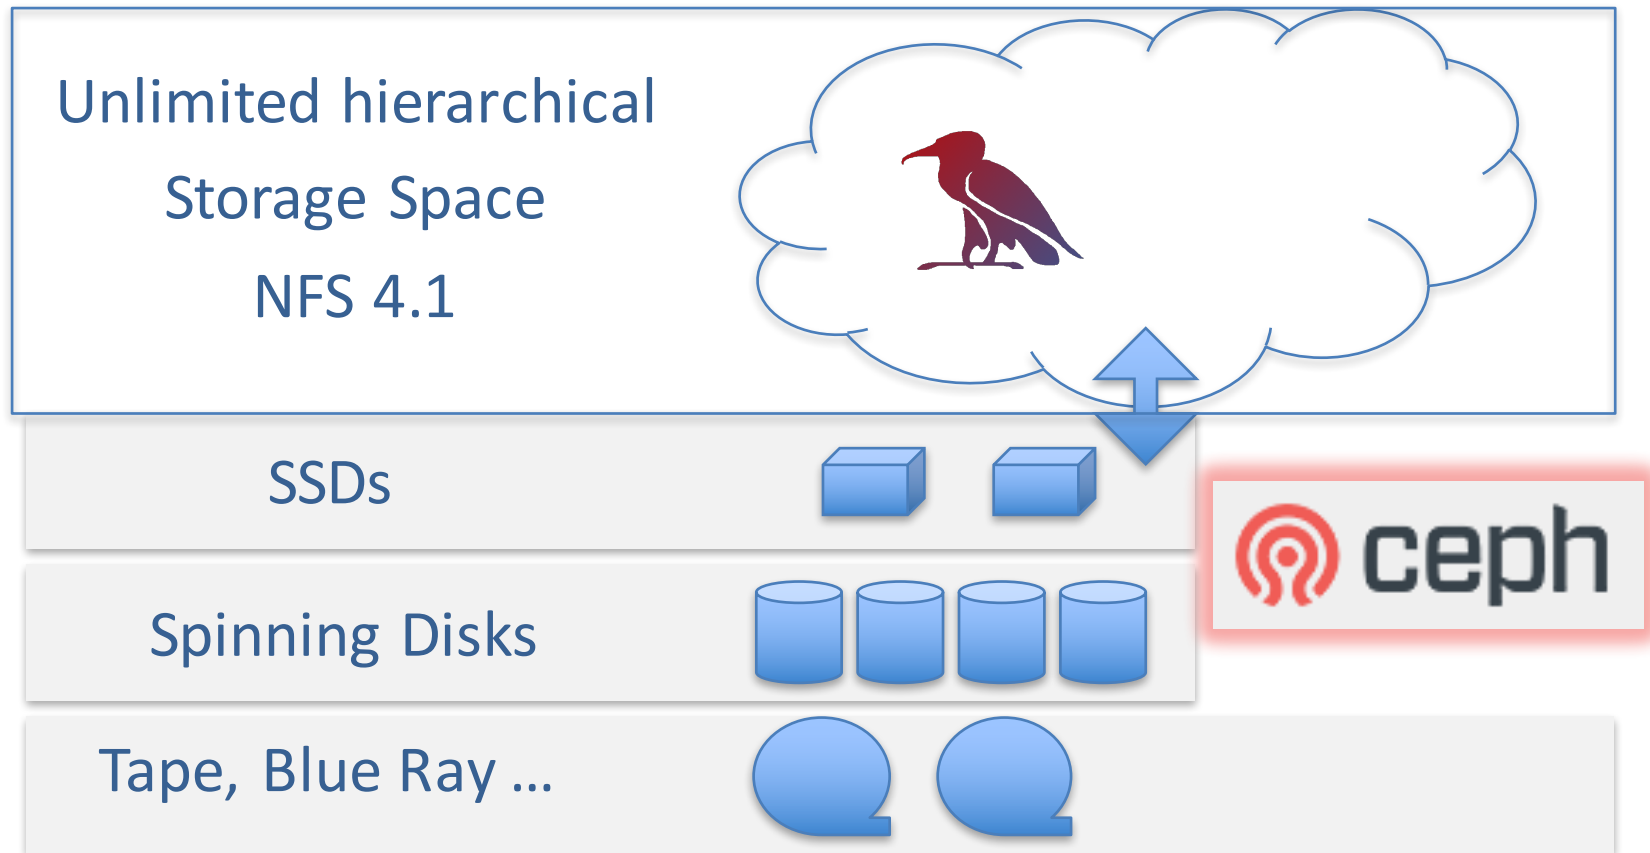 Unlimited hierarchical
Storage Space
NFS 4.1
SSDs
ceph
Spinning Disks
Tape, Blue Ray ...